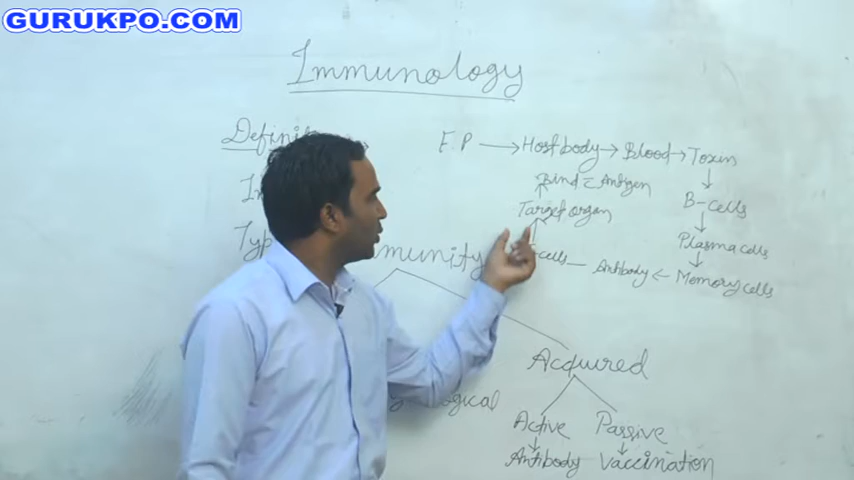 GURUKPO.COM
Immunology
F.P → Host body → Blood → Toxin
Bind = Antigen
Target organ
B-cells
Plasma cells
cells — Antibody ← Memory cells
Acquired
Active Passive
Antibody Vaccination